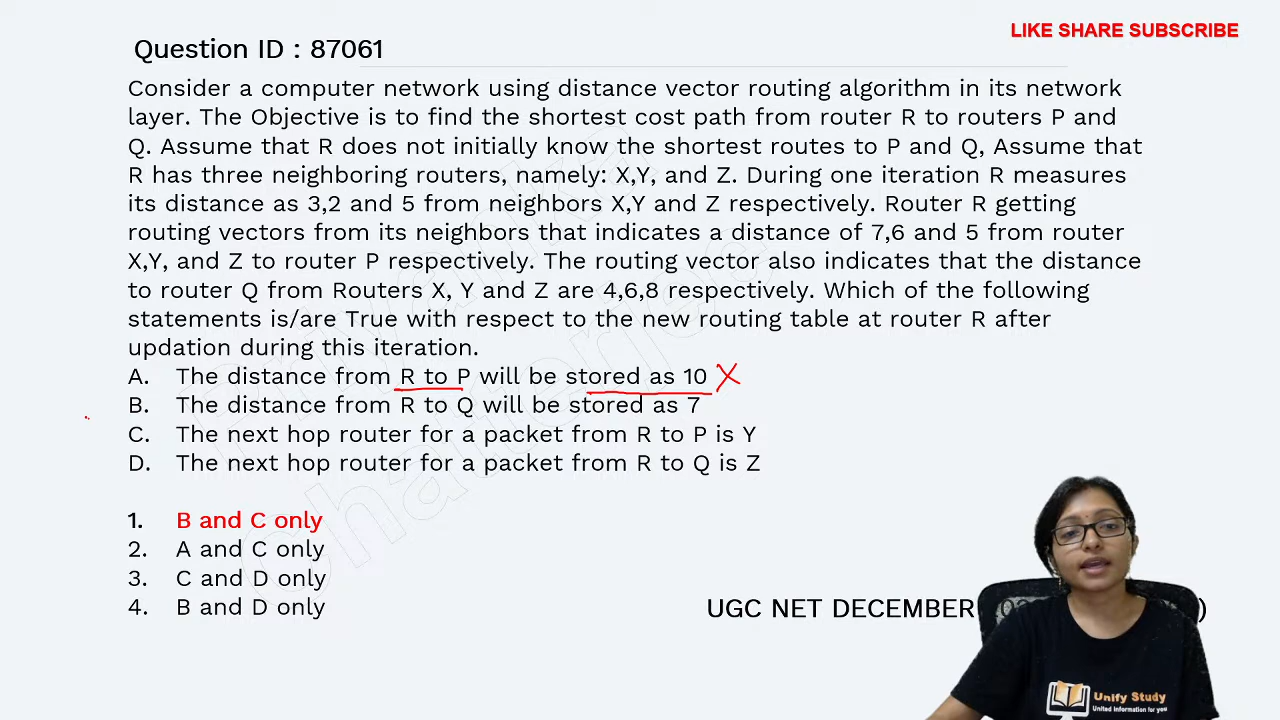 LIKE SHARE SUBSCRIBE
Question ID : 87061
Consider a computer network using distance vector routing algorithm in its network
layer. The Objective is to find the shortest cost path from router R to routers P and
Q. Assume that R does not initially know the shortest routes to P and Q, Assume that
R has three neighboring routers, namely: X,Y, and Z. During one iteration R measures
its distance as 3,2 and 5 from neighbors X,Y and Z respectively. Router R getting
routing vectors from its neighbors that indicates a distance of 7,6 and 5 from router
X,Y, and Z to router P respectively. The routing vector also indicates that the distance
to router Q from Routers X, Y and Z are 4,6,8 respectively. Which of the following
statements is/are True with respect to the new routing table at router R after
updation during this iteration.
A. The distance from R to P will be stored as 10 X
B. The distance from R to Q will be stored as 7
C. The next hop router for a packet from R to P is Y
D. The next hop router for a packet from R to Q is Z
1. B and C only
2. A and C only
3. C and D only
4. B and D only
UGC NET DECEMBER )
Priyanka
Chatterjee
Unify Study
United Information for you